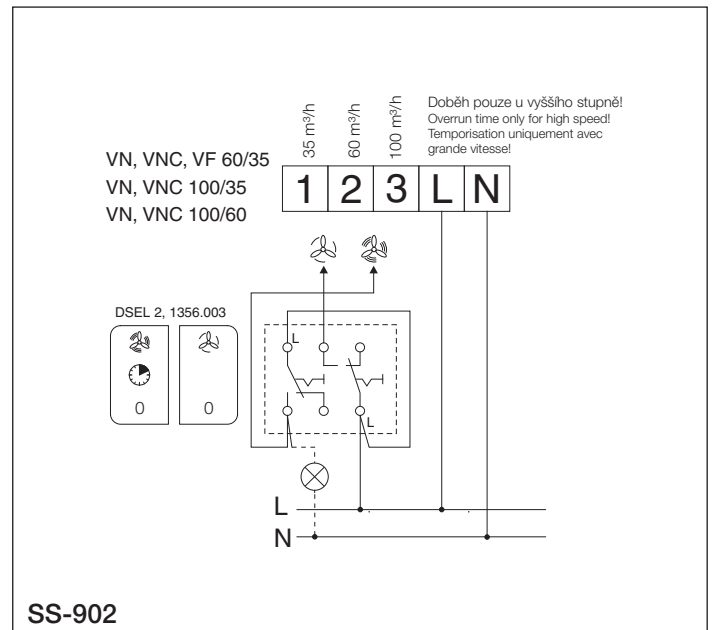 35 m³/h
60 m³/h
100 m³/h
Doběh pouze u vyššího stupně!
Overrun time only for high speed!
Temporisation uniquement avec
grande vitesse!
VN, VNC, VF 60/35
VN, VNC 100/35
VN, VNC 100/60
1 2 3 L N
DSEL 2, 1356.003
0 0
L
L
L
N
SS-902